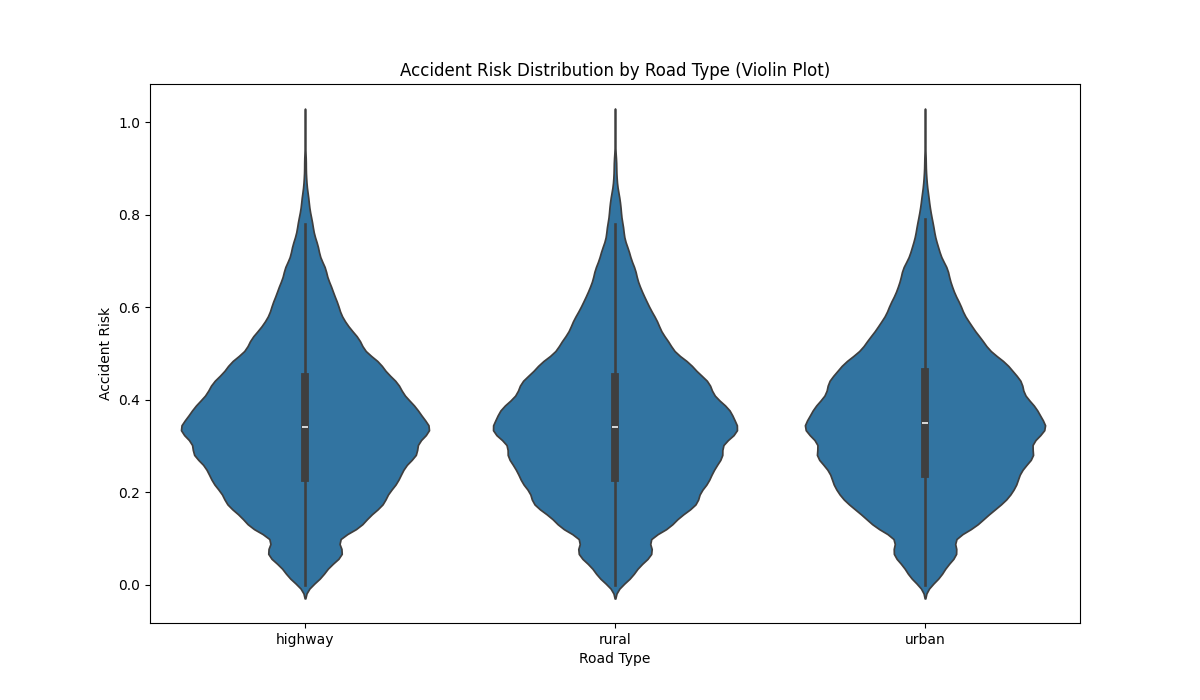 Accident Risk Distribution by Road Type (Violin Plot)
Accident Risk
1.0
0.8
0.6
0.4
0.2
0.0
highway rural urban
Road Type